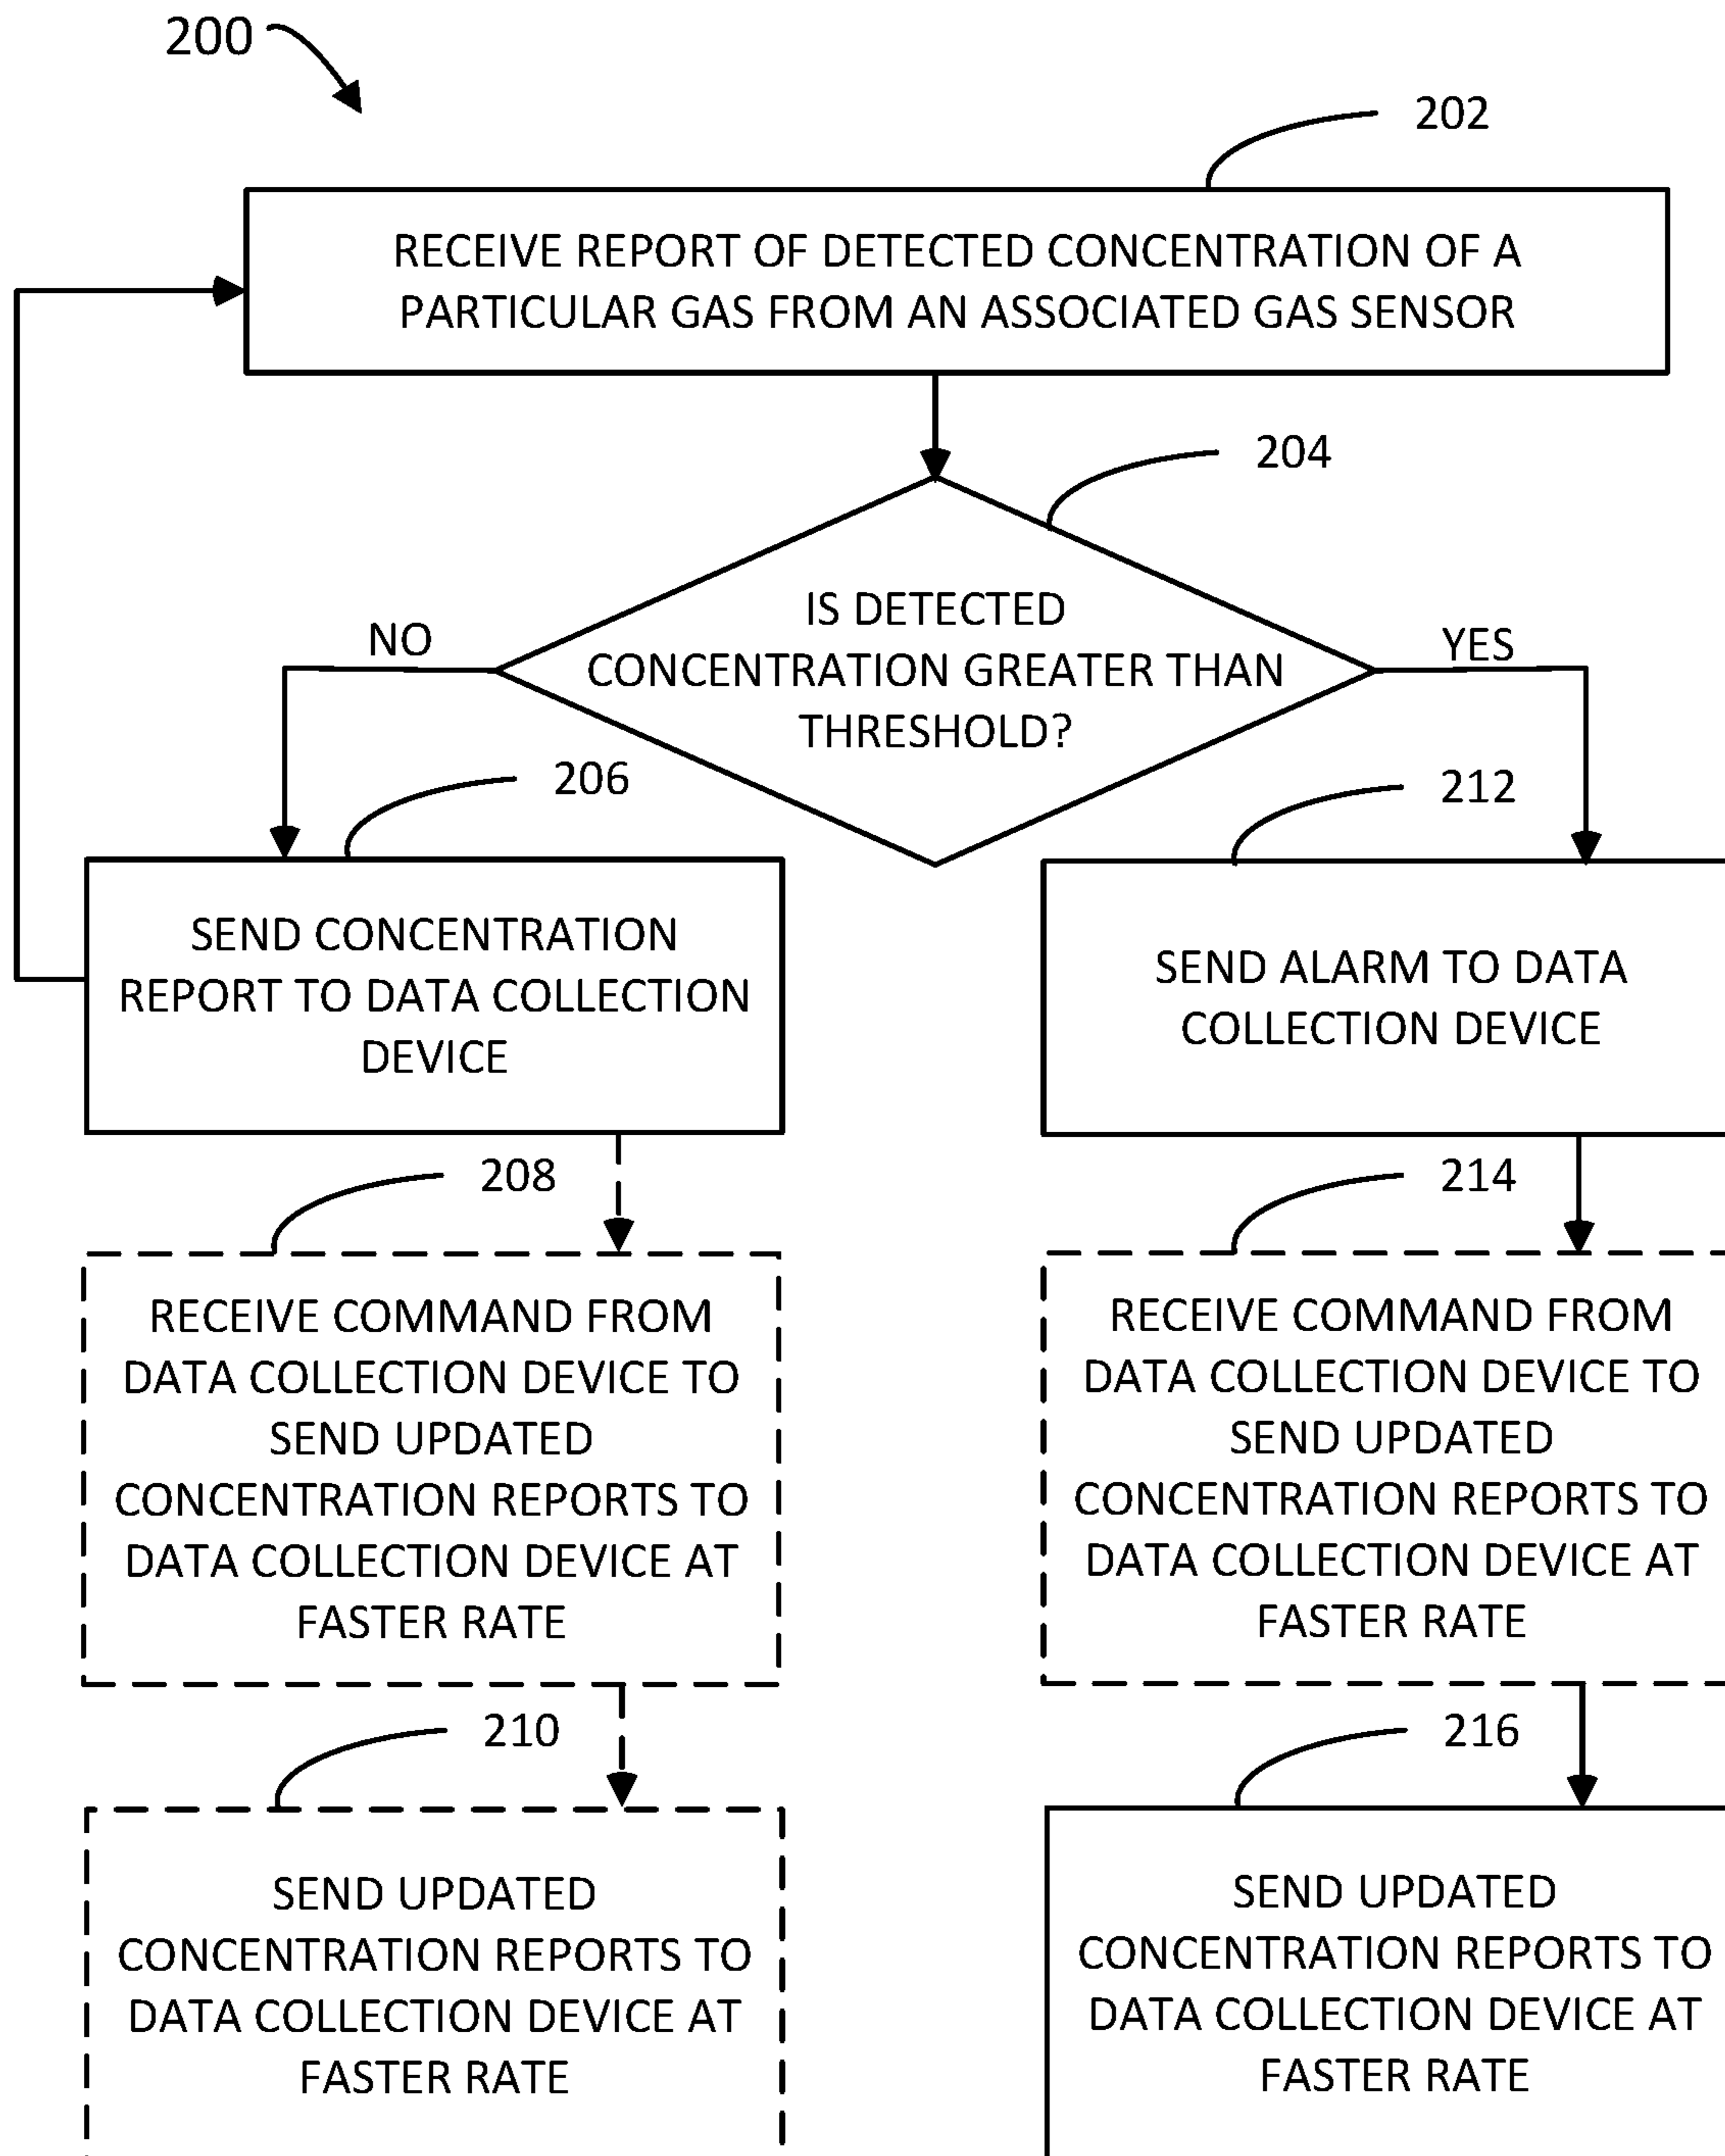 200
202
RECEIVE REPORT OF DETECTED CONCENTRATION OF A
PARTICULAR GAS FROM AN ASSOCIATED GAS SENSOR
204
IS DETECTED
CONCENTRATION GREATER THAN
THRESHOLD?
NO
YES
206
SEND CONCENTRATION
REPORT TO DATA COLLECTION
DEVICE
212
SEND ALARM TO DATA
COLLECTION DEVICE
208
RECEIVE COMMAND FROM
DATA COLLECTION DEVICE TO
SEND UPDATED
CONCENTRATION REPORTS TO
DATA COLLECTION DEVICE AT
FASTER RATE
214
RECEIVE COMMAND FROM
DATA COLLECTION DEVICE TO
SEND UPDATED
CONCENTRATION REPORTS TO
DATA COLLECTION DEVICE AT
FASTER RATE
210
SEND UPDATED
CONCENTRATION REPORTS TO
DATA COLLECTION DEVICE AT
FASTER RATE
216
SEND UPDATED
CONCENTRATION REPORTS TO
DATA COLLECTION DEVICE AT
FASTER RATE